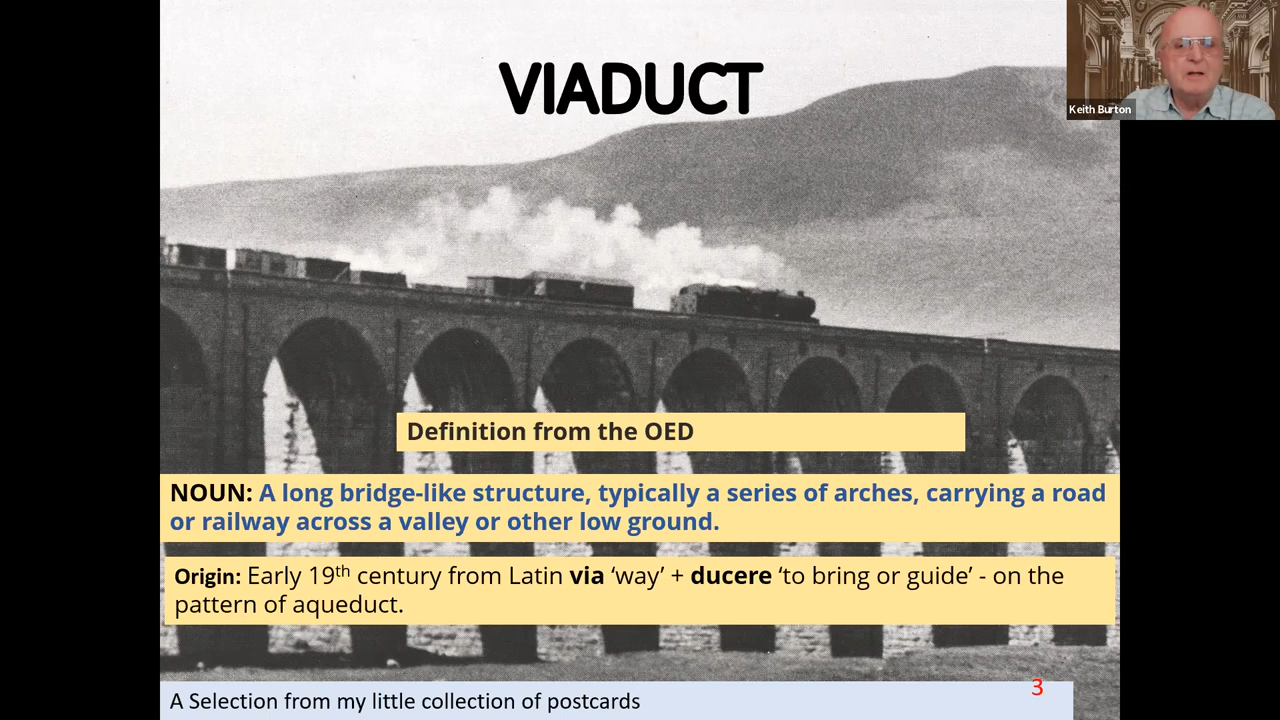 VIADUCT
Keith Burton
Definition from the OED
NOUN: A long bridge-like structure, typically a series of arches, carrying a road
or railway across a valley or other low ground.
Origin: Early 19th century from Latin via ‘way’ + ducere ‘to bring or guide’ - on the
pattern of aqueduct.
3
A Selection from my little collection of postcards